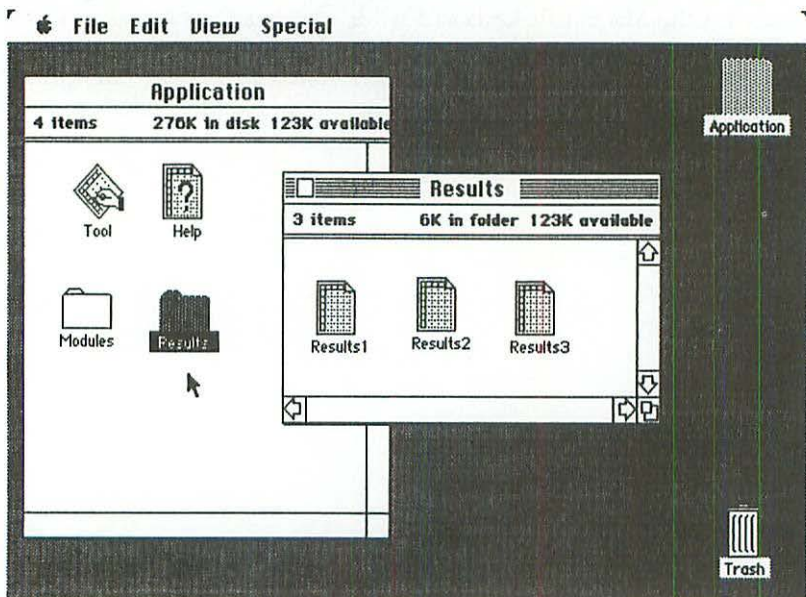 File Edit View Special
Application
4 items 276K in disk 123K available
Tool Help
Modules Results
Results
3 items 6K in folder 123K available
Results1 Results2 Results3
Application
Trash